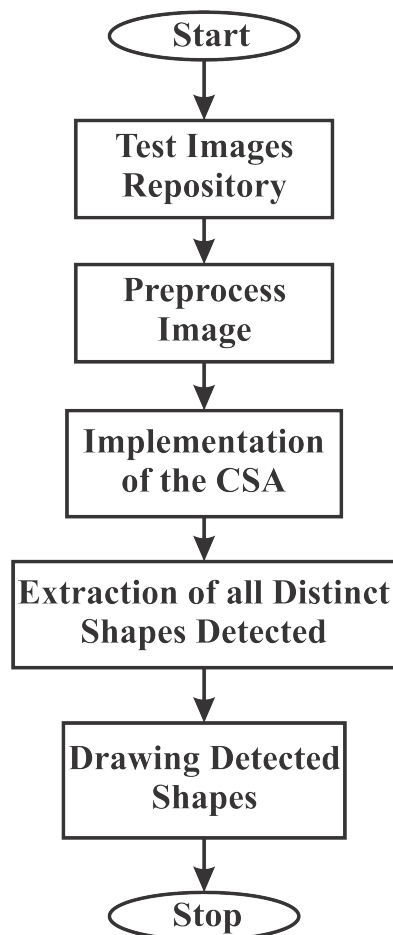 Start
Test Images
Repository
Preprocess
Image
Implementation
of the CSA
Extraction of all Distinct
Shapes Detected
Drawing Detected
Shapes
Stop